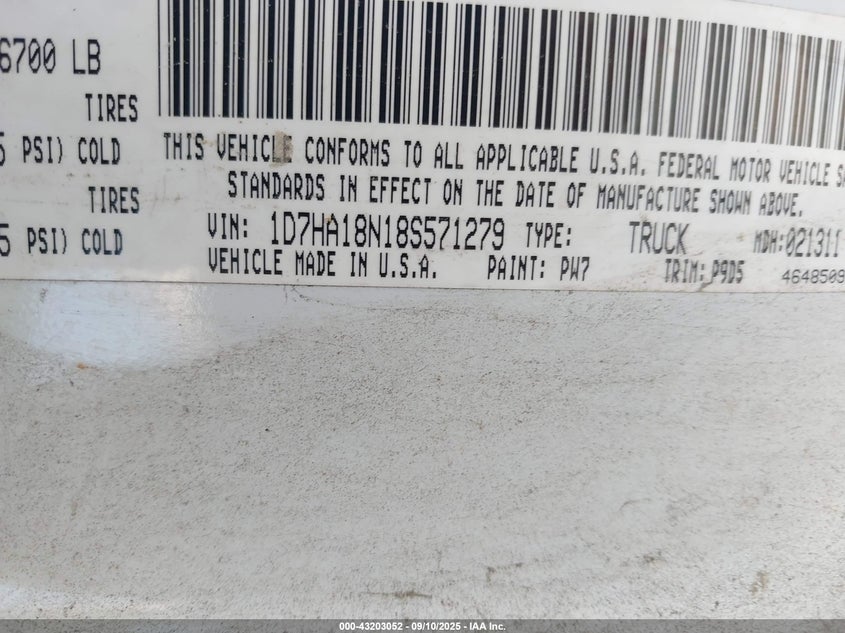 6700 LB
TIRES
5 PSI) COLD
TIRES
5 PSI) COLD
THIS VEHICLE CONFORMS TO ALL APPLICABLE U.S.A. FEDERAL MOTOR VEHICLE SA
STANDARDS IN EFFECT ON THE DATE OF MANUFACTURE SHOWN ABOVE.
VIN: 1D7HA18N18S571279 TYPE: TRUCK MDH:021311
VEHICLE MADE IN U.S.A. PAINT: PW7 TRIM: P9D5 4648509
000-43203052 - 09/10/2025 - IAA Inc.